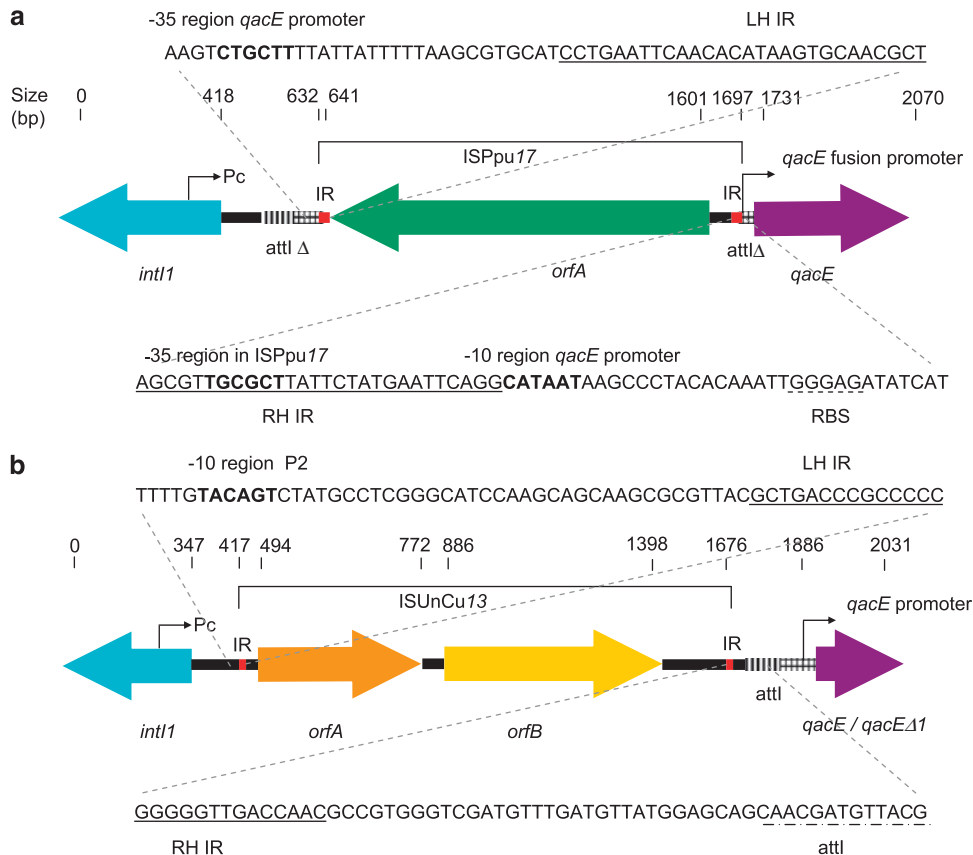 a
-35 region qacE promoter
LH IR
AAGTCTGCTTTTATTATTTTTAAGCGTGCATCCTGAATTCAACACATAAGTGCAACGCT
Size (bp)
0 418 632 641 1601 1697 1731 2070
ISPpu17
qacE fusion promoter
Pc
IR
IR
attI Δ
attIΔ
intI1
orfA
qacE
-35 region in ISPpu17
-10 region qacE promoter
AGCGTTGCGCTTATTCTATGAATTCAGGCATAATAAGCCCTACACAAATTGGGAGATATCAT
RH IR
RBS
b
-10 region P2
LH IR
TTTTGTACAGTCTATGCCTCGGGCATCCAAGCAGCAAGCGCGTTACGCTGACCCGCCCCC
0 347 417 494 772 886 1398 1676 1886 2031
ISUnCu13
qacE promoter
Pc
IR
IR
attI
intI1
orfA
orfB
qacE / qacEΔ1
GGGGGTTGACCAACGCCGTGGGTCGATGTTTGATGTTATGGAGCAGCAACGATGTTACG
RH IR
attI